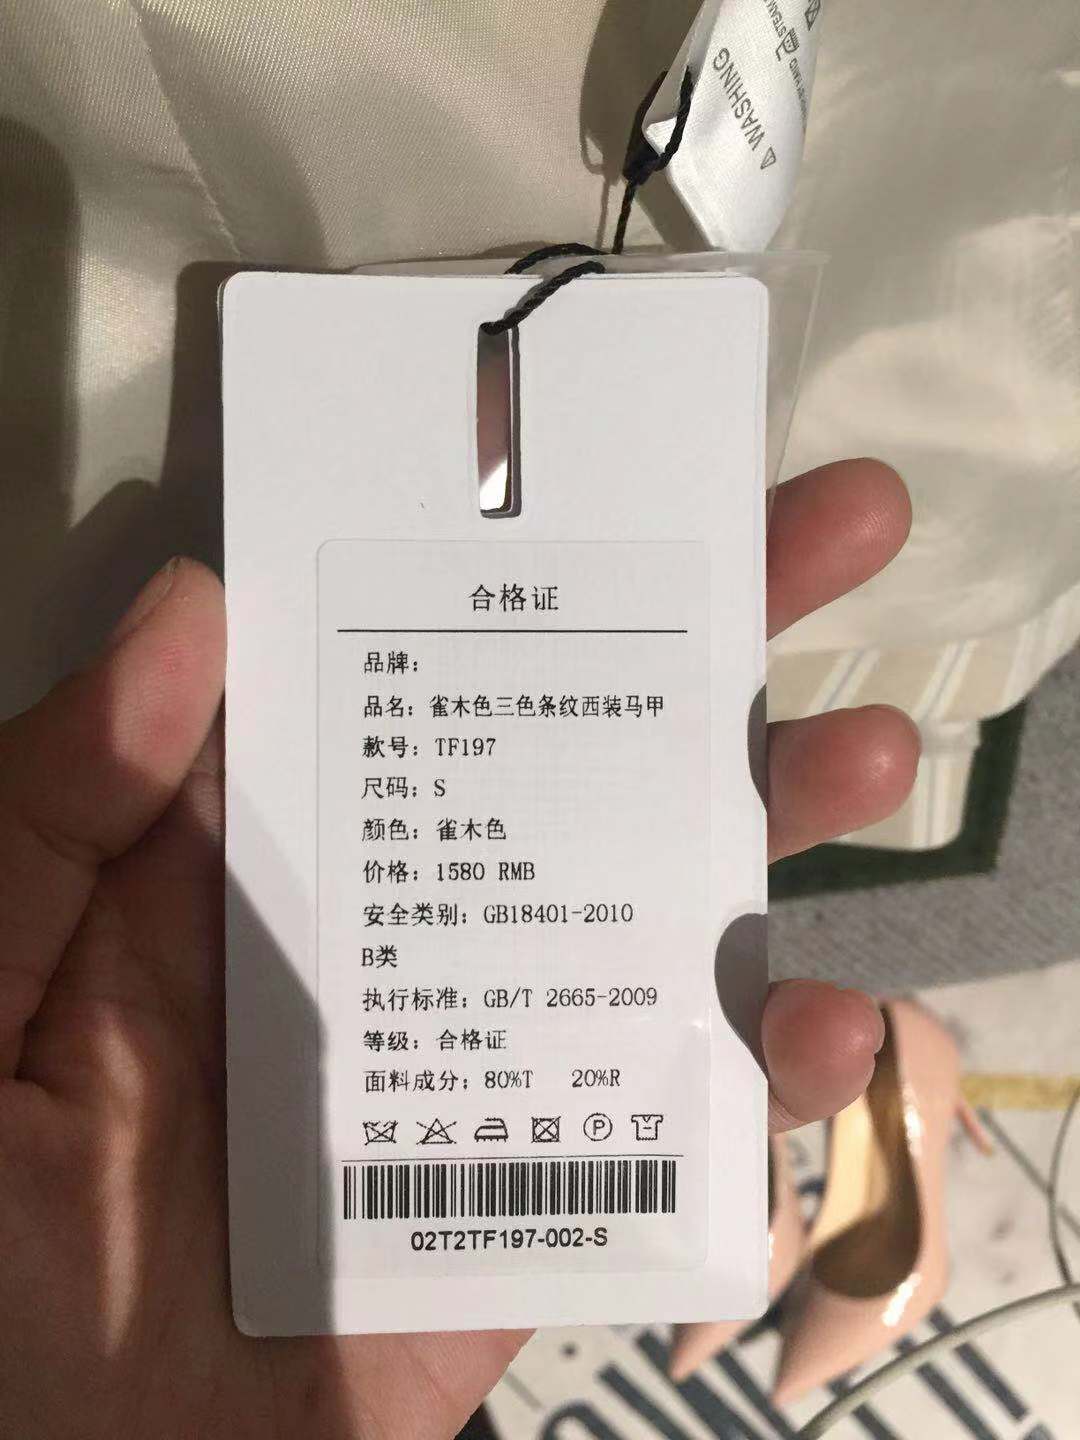 ⚠ WASHING
STEAM
合格证
品牌：
品名：雀木色三色条纹西装马甲
款号：TF197
尺码：S
颜色：雀木色
价格：1580 RMB
安全类别：GB18401-2010
B类
执行标准：GB/T 2665-2009
等级：合格证
面料成分：80%T 20%R
P
02T2TF197-002-S